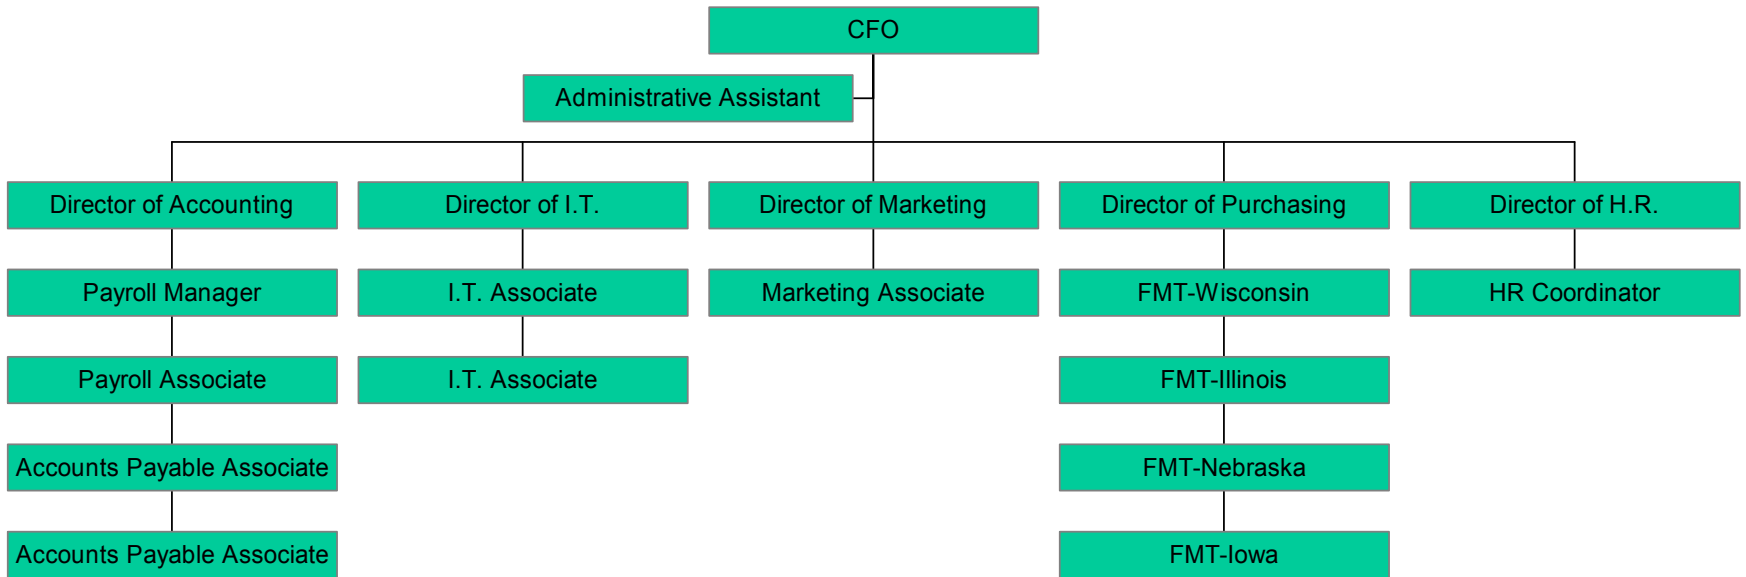 CFO
Administrative Assistant
Director of Accounting
Director of I.T.
Director of Marketing
Director of Purchasing
Director of H.R.
Payroll Manager
I.T. Associate
Marketing Associate
FMT-Wisconsin
HR Coordinator
Payroll Associate
I.T. Associate
FMT-Illinois
Accounts Payable Associate
FMT-Nebraska
Accounts Payable Associate
FMT-Iowa